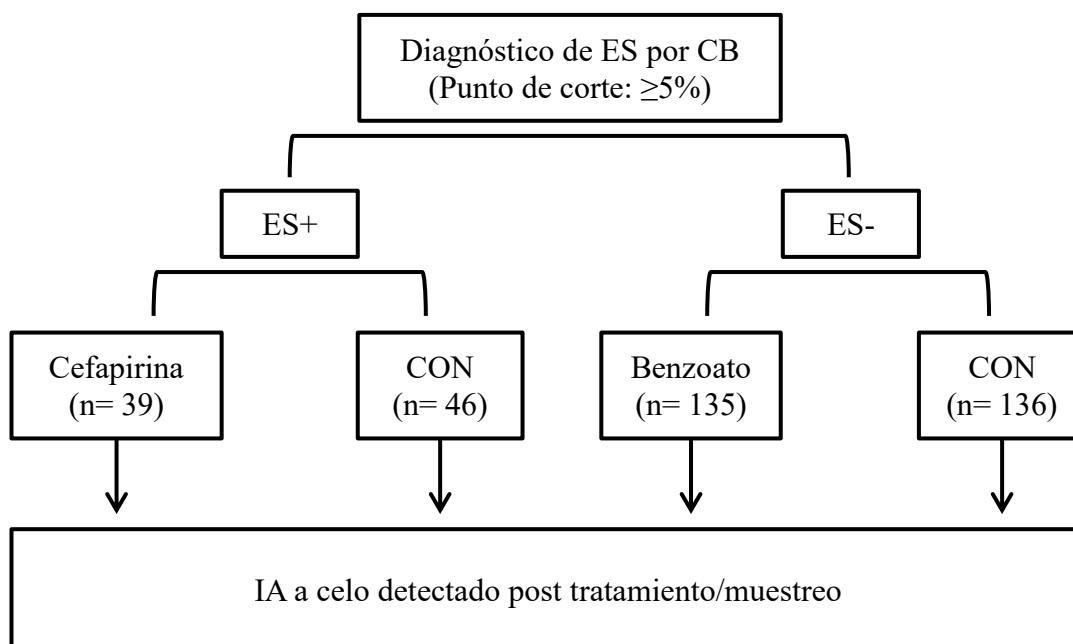 Diagnóstico de ES por CB
(Punto de corte: ≥5%)
ES+
ES-
Cefapirina
(n= 39)
CON
(n= 46)
Benzoato
(n= 135)
CON
(n= 136)
IA a celo detectado post tratamiento/muestreo